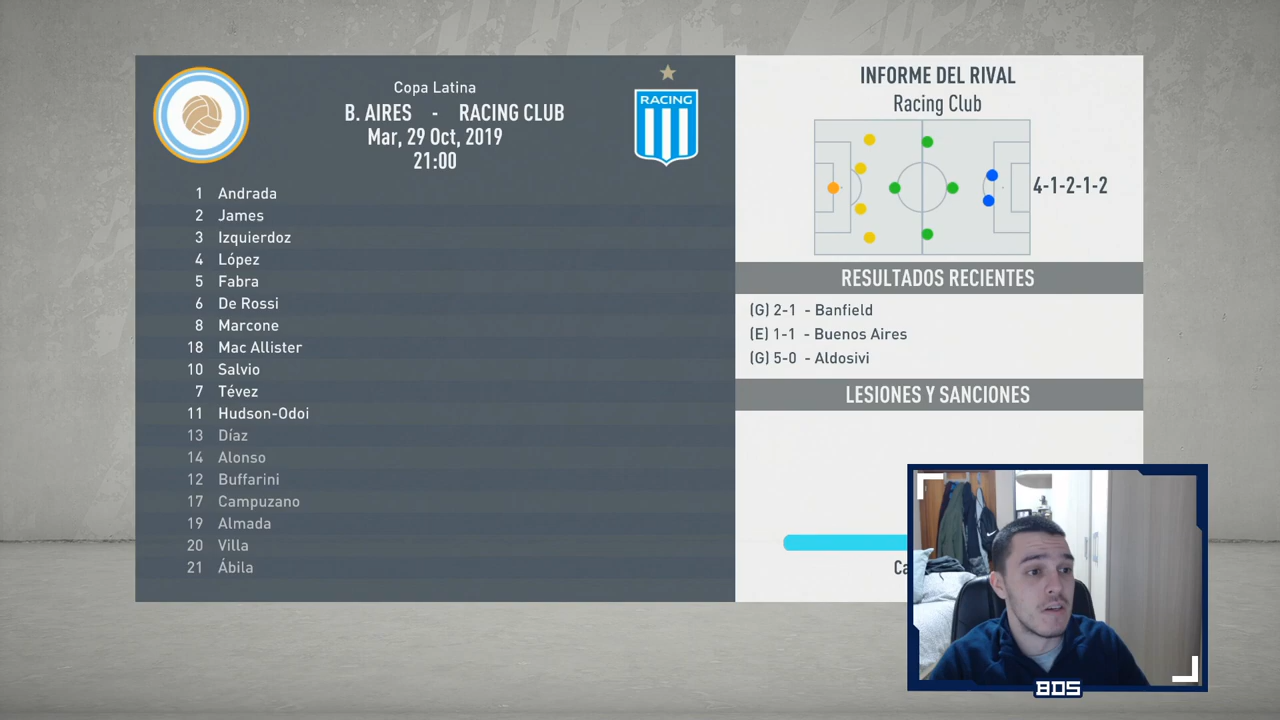 Copa Latina
B. AIRES - RACING CLUB
Mar, 29 Oct, 2019
21:00
RACING
1 Andrada
2 James
3 Izquierdoz
4 López
5 Fabra
6 De Rossi
8 Marcone
18 Mac Allister
10 Salvio
7 Tévez
11 Hudson-Odoi
13 Díaz
14 Alonso
12 Buffarini
17 Campuzano
19 Almada
20 Villa
21 Ábila
INFORME DEL RIVAL
Racing Club
4-1-2-1-2
RESULTADOS RECIENTES
(G) 2-1 - Banfield
(E) 1-1 - Buenos Aires
(G) 5-0 - Aldosivi
LESIONES Y SANCIONES
BDS